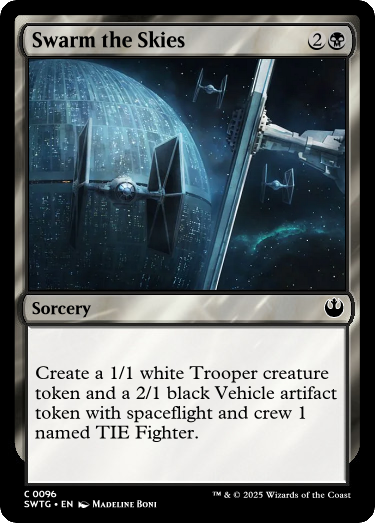 Swarm the Skies 2
Sorcery
Create a 1/1 white Trooper creature
token and a 2/1 black Vehicle artifact
token with spaceflight and crew 1
named TIE Fighter.
C 0096
SWTG • EN MADELINE BONI
™ & © 2025 Wizards of the Coast